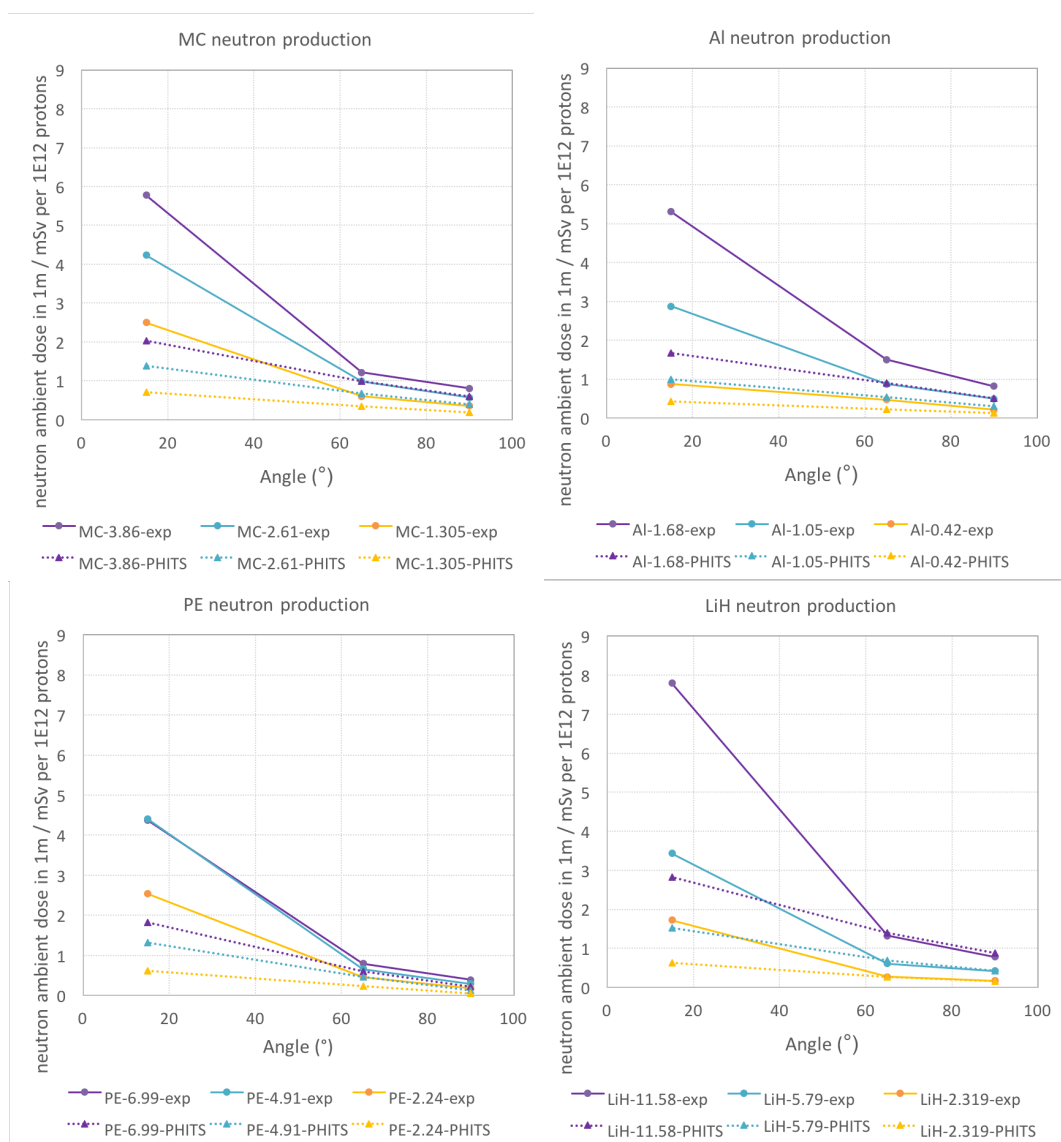 MC neutron production
neutron ambient dose in 1m / mSv per 1E12 protons
9
8
7
6
5
4
3
2
1
0
0 20 40 60 80 100
Angle (°)
MC-3.86-exp MC-2.61-exp MC-1.305-exp
MC-3.86-PHITS MC-2.61-PHITS MC-1.305-PHITS
Al neutron production
neutron ambient dose in 1m / mSv per 1E12 protons
9
8
7
6
5
4
3
2
1
0
0 20 40 60 80 100
Angle (°)
Al-1.68-exp Al-1.05-exp Al-0.42-exp
Al-1.68-PHITS Al-1.05-PHITS Al-0.42-PHITS
PE neutron production
neutron ambient dose in 1m / mSv per 1E12 protons
9
8
7
6
5
4
3
2
1
0
0 20 40 60 80 100
Angle (°)
PE-6.99-exp PE-4.91-exp PE-2.24-exp
PE-6.99-PHITS PE-4.91-PHITS PE-2.24-PHITS
LiH neutron production
neutron ambient dose in 1m / mSv per 1E12 protons
9
8
7
6
5
4
3
2
1
0
0 20 40 60 80 100
Angle (°)
LiH-11.58-exp LiH-5.79-exp LiH-2.319-exp
LiH-11.58-PHITS LiH-5.79-PHITS LiH-2.319-PHITS